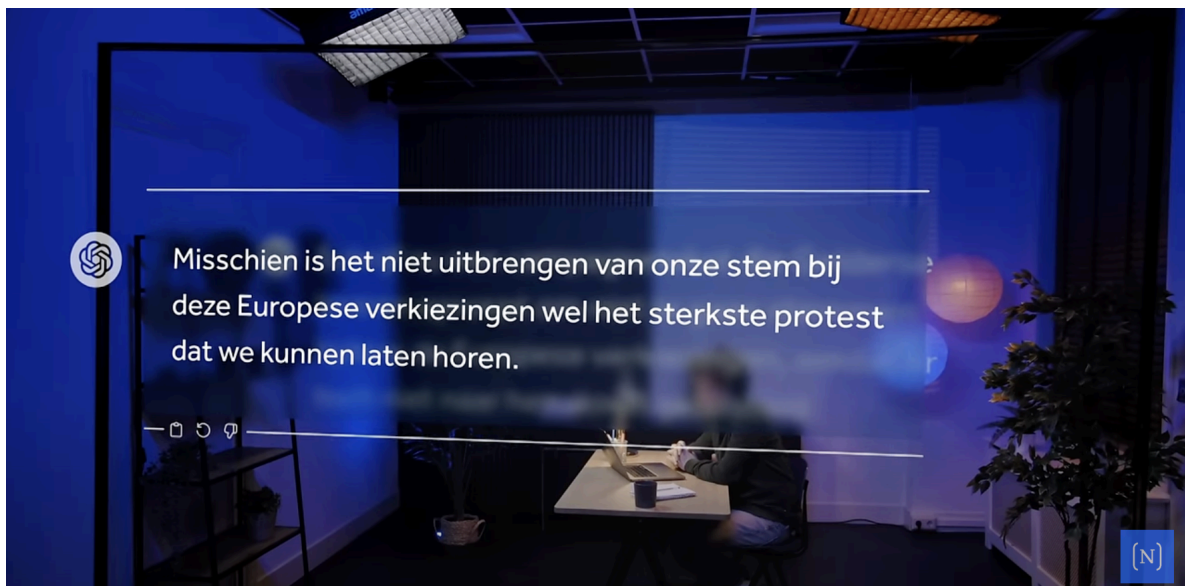 Misschien is het niet uitbrengen van onze stem bij
deze Europese verkiezingen wel het sterkste protest
dat we kunnen laten horen.
[N]